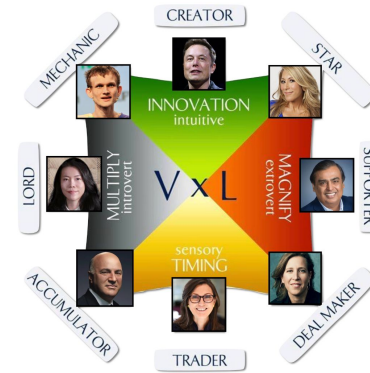 CREATOR
MECHANIC
STAR
INNOVATION
intuitive
LORD
MULTIPLY
introvert
V x L
MAGNIFY
extrovert
SUPPORTER
sensory
TIMING
ACCUMULATOR
DEAL MAKER
TRADER